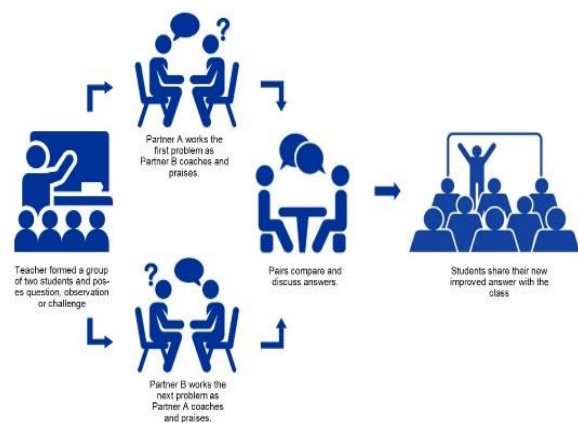 Partner A works the
first problem as
Partner B coaches and
praises.
Teacher formed a group
of two students and pos-
es question, observation
or challenge
Pairs compare and
discuss answers.
Students share their new
improved answer with the
class
Partner B works the
next problem as
Partner A coaches
and praises.